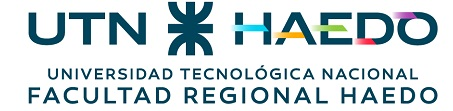 UTN HAEDO
UNIVERSIDAD TECNOLÓGICA NACIONAL
FACULTAD REGIONAL HAEDO